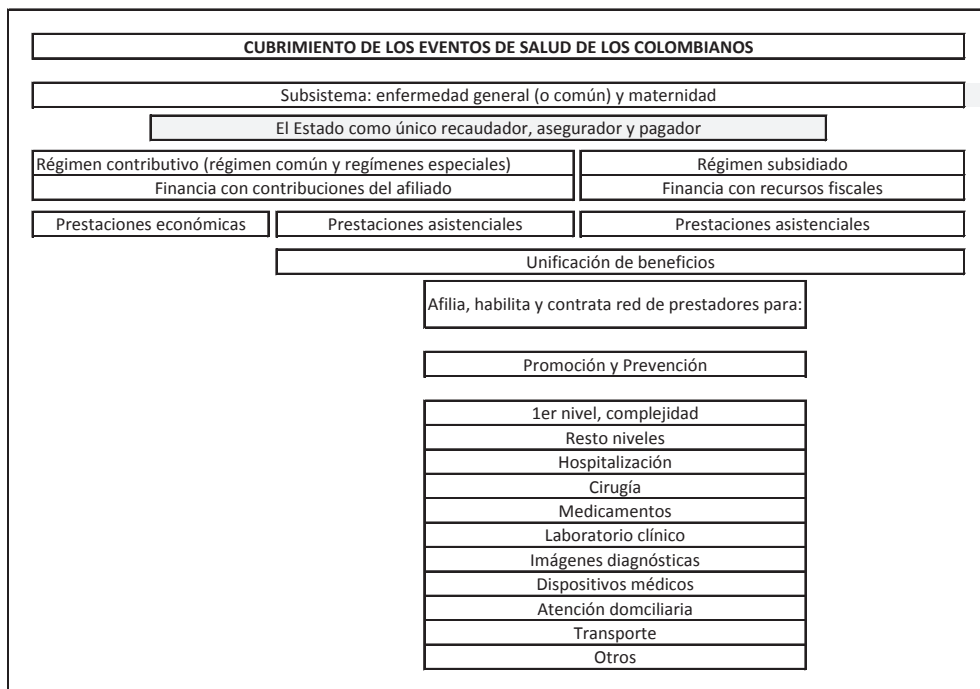 CUBRIMIENTO DE LOS EVENTOS DE SALUD DE LOS COLOMBIANOS
Subsistema: enfermedad general (o común) y maternidad
El Estado como único recaudador, asegurador y pagador
Régimen contributivo (régimen común y regímenes especiales)
Régimen subsidiado
Financia con contribuciones del afiliado
Financia con recursos fiscales
Prestaciones económicas
Prestaciones asistenciales
Prestaciones asistenciales
Unificación de beneficios
Afilia, habilita y contrata red de prestadores para:
Promoción y Prevención
1er nivel, complejidad
Resto niveles
Hospitalización
Cirugía
Medicamentos
Laboratorio clínico
Imágenes diagnósticas
Dispositivos médicos
Atención domciliaria
Transporte
Otros